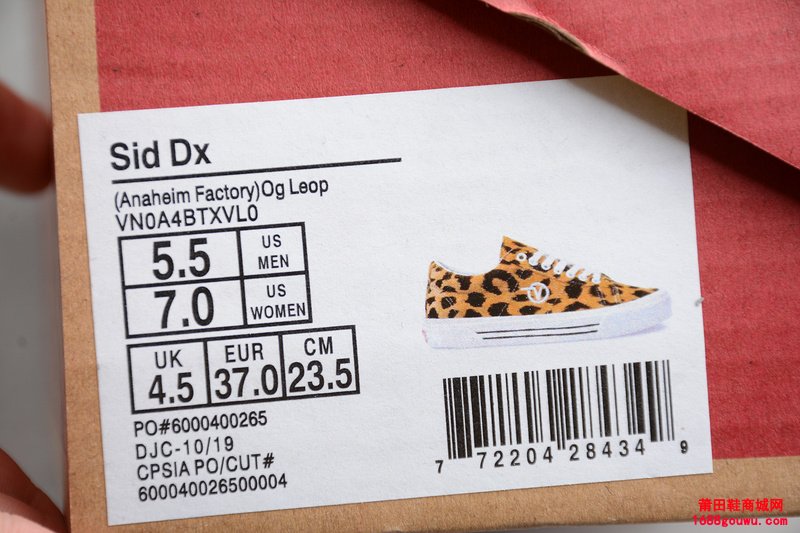 Sid Dx
(Anaheim Factory)Og Leop
VN0A4BTXVL0
5.5 US MEN
7.0 US WOMEN
UK EUR CM
4.5 37.0 23.5
PO#6000400265
DJC-10/19
CPSIA PO/CUT#
600040026500004
7 72204 28434 9
莆田鞋商城网
1688gouwu.com